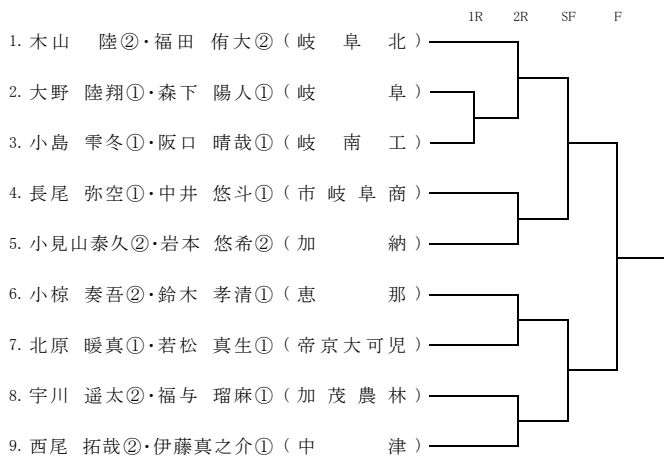 1R 2R SF F
1. 木山 陸②・福田 侑大② (岐阜北)
2. 大野 陸翔①・森下 陽人① (岐阜)
3. 小島 雫冬①・阪口 晴哉① (岐南工)
4. 長尾 弥空①・中井 悠斗① (市岐阜商)
5. 小見山泰久②・岩本 悠希② (加納)
6. 小椋 奏吾②・鈴木 孝清① (恵那)
7. 北原 暖真①・若松 真生① (帝京大可児)
8. 宇川 遥太②・福与 瑠麻① (加茂農林)
9. 西尾 拓哉②・伊藤真之介① (中津)